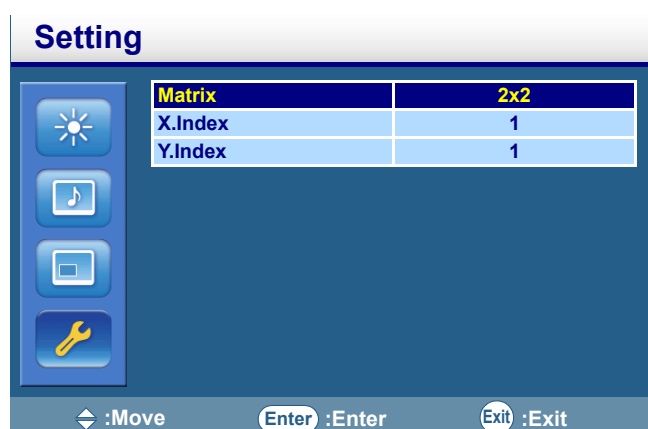 Setting
Matrix 2x2
X.Index 1
Y.Index 1
:Move Enter :Enter Exit :Exit